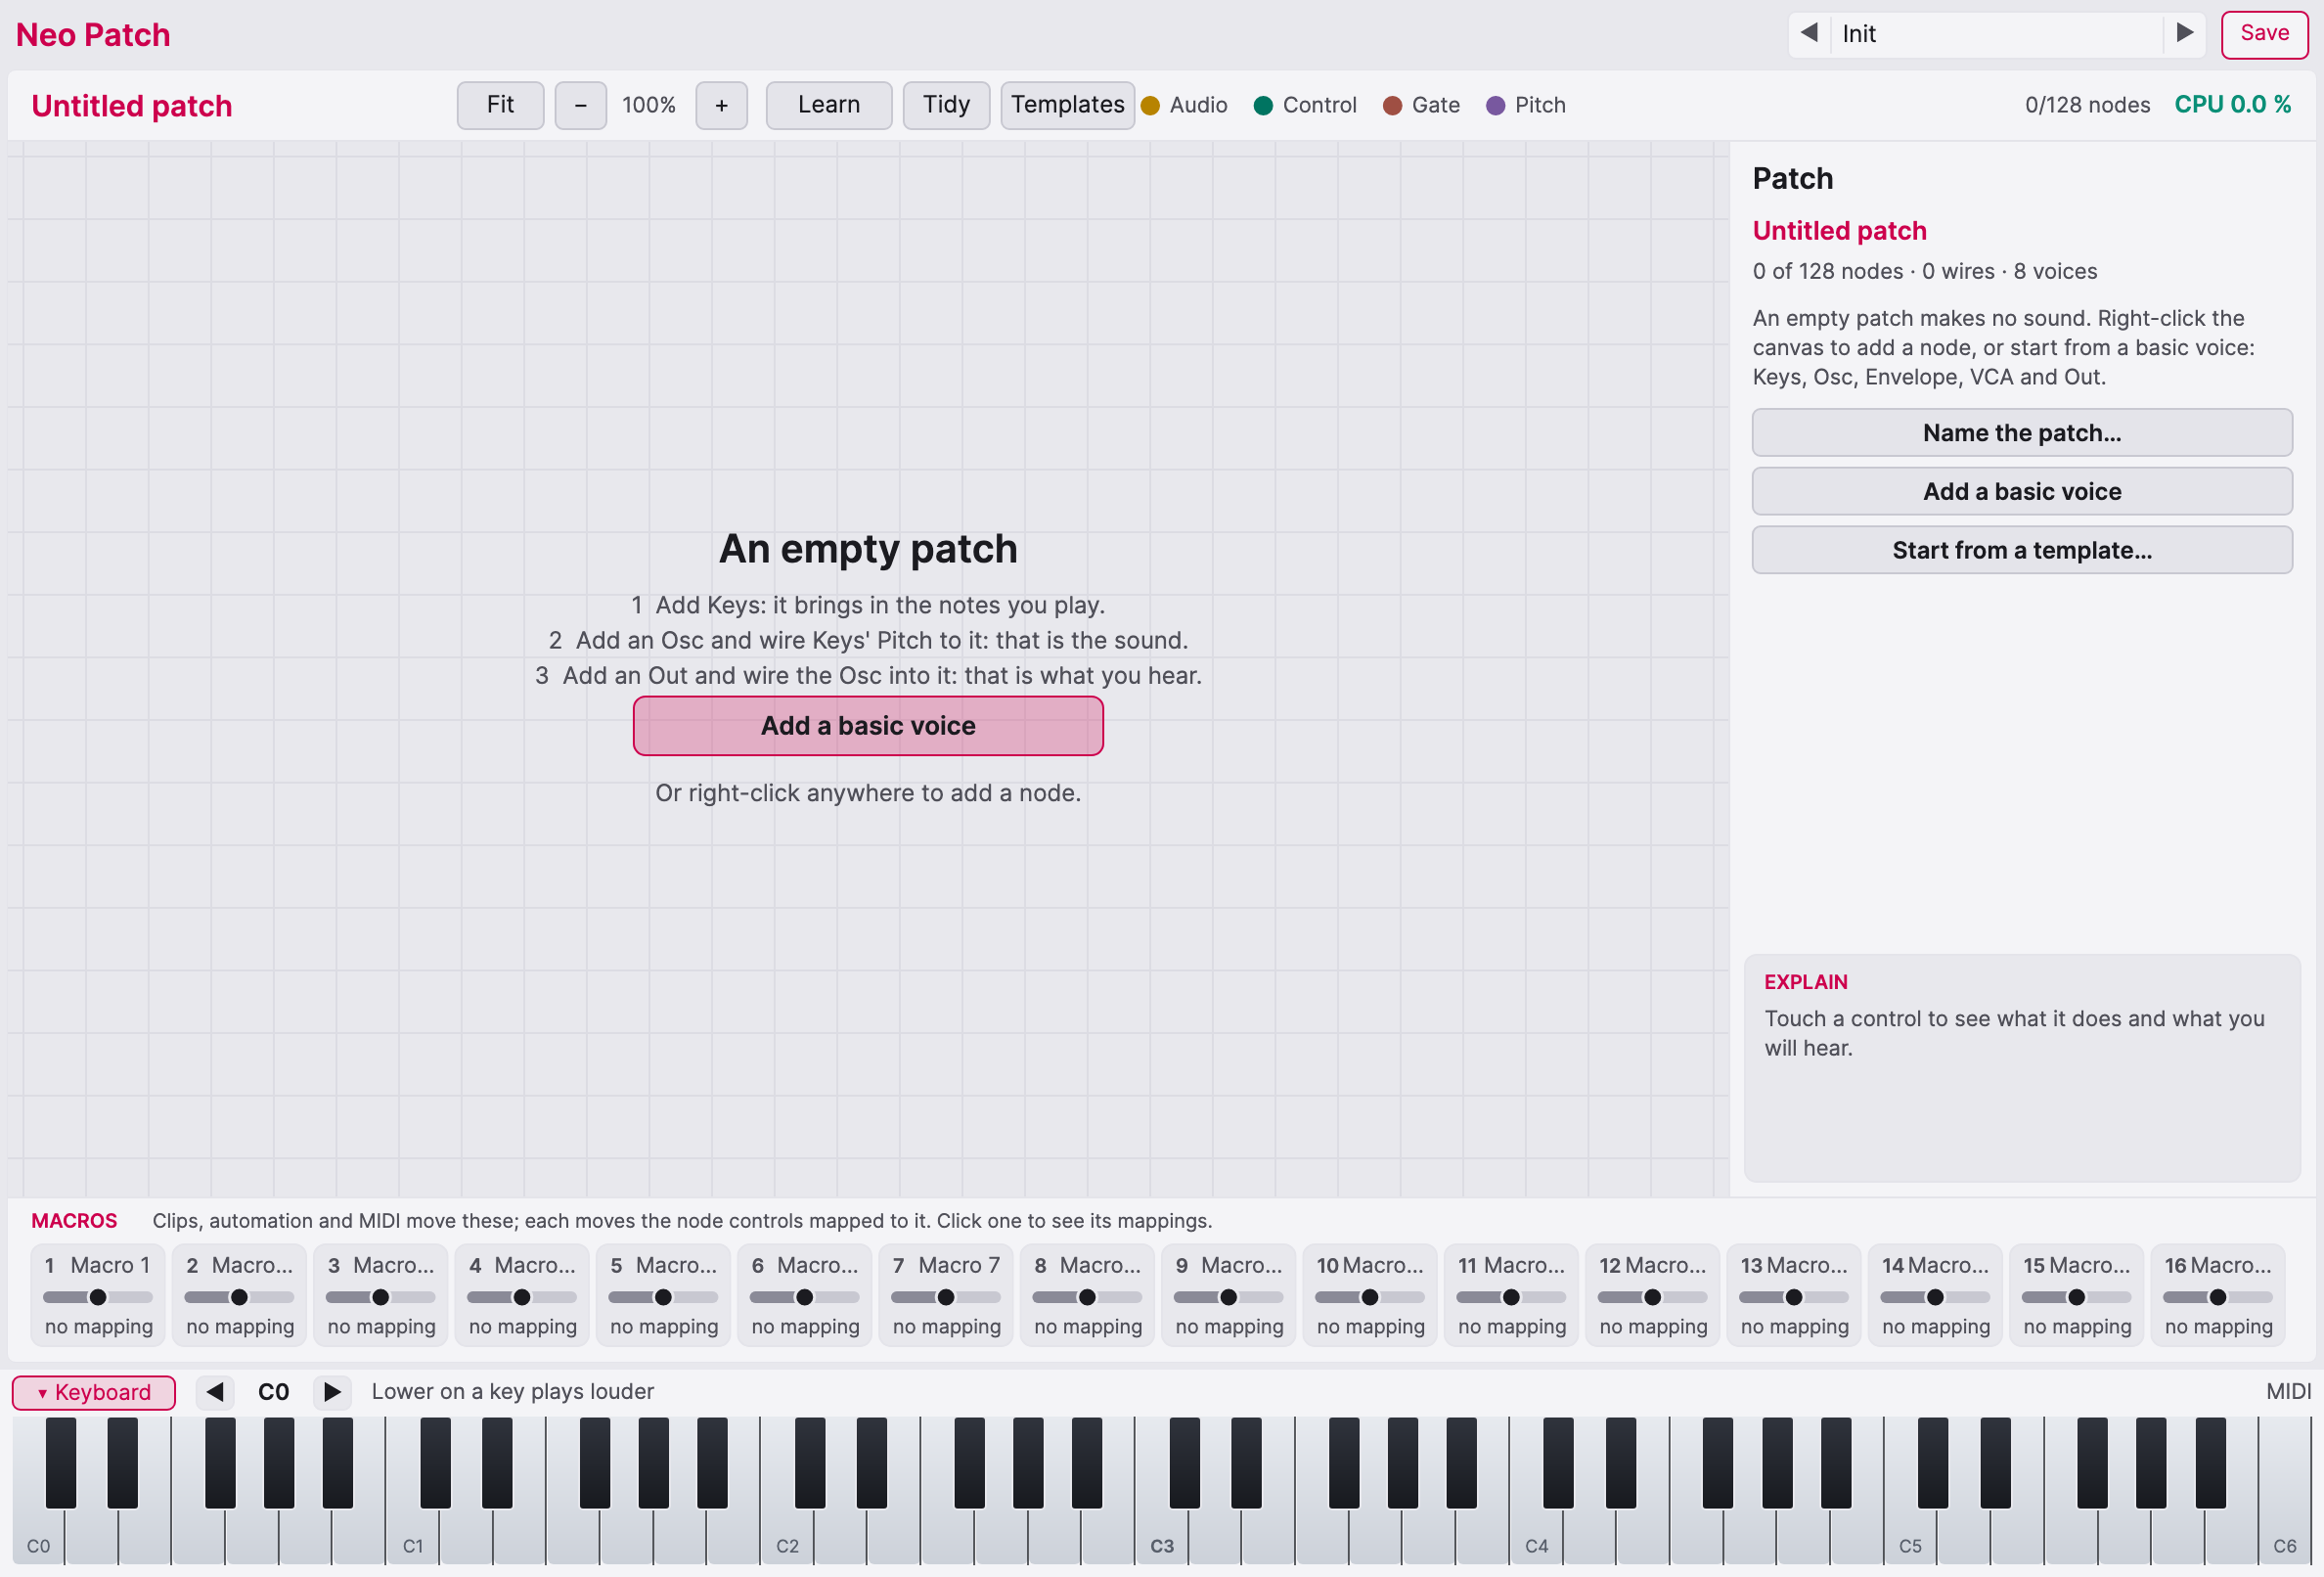 Neo Patch
Init
Save
Untitled patch
Fit
−
100%
+
Learn
Tidy
Templates
Audio
Control
Gate
Pitch
0/128 nodes
CPU 0.0 %
Patch
Untitled patch
0 of 128 nodes · 0 wires · 8 voices
An empty patch makes no sound. Right-click the
canvas to add a node, or start from a basic voice:
Keys, Osc, Envelope, VCA and Out.
Name the patch...
Add a basic voice
Start from a template...
An empty patch
1 Add Keys: it brings in the notes you play.
2 Add an Osc and wire Keys' Pitch to it: that is the sound.
3 Add an Out and wire the Osc into it: that is what you hear.
Add a basic voice
Or right-click anywhere to add a node.
EXPLAIN
Touch a control to see what it does and what you
will hear.
MACROS Clips, automation and MIDI move these; each moves the node controls mapped to it. Click one to see its mappings.
1 Macro 1
no mapping
2 Macro...
no mapping
3 Macro...
no mapping
4 Macro...
no mapping
5 Macro...
no mapping
6 Macro...
no mapping
7 Macro 7
no mapping
8 Macro...
no mapping
9 Macro...
no mapping
10 Macro...
no mapping
11 Macro...
no mapping
12 Macro...
no mapping
13 Macro...
no mapping
14 Macro...
no mapping
15 Macro...
no mapping
16 Macro...
no mapping
Keyboard
C0
Lower on a key plays louder
MIDI
C0
C1
C2
C3
C4
C5
C6